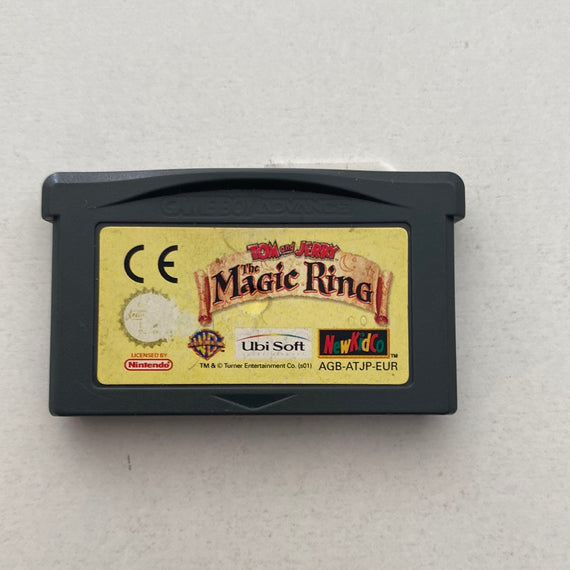 GAME BOY ADVANCE
CE
TOM and JERRY
The
MAGIC RING
WB
Ubi Soft
NewKidCo
TM
LICENSED BY
Nintendo
TM & © Turner Entertainment Co. (s01)
AGB-ATJP-EUR